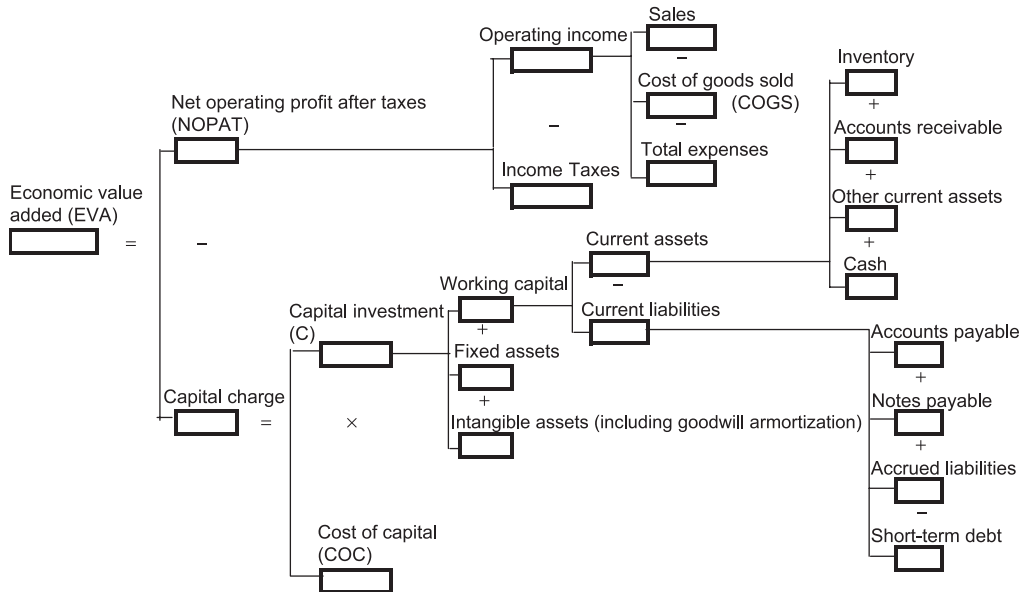 Sales
Operating income
–
Cost of goods sold
(COGS)
–
Total expenses
Inventory
+
Accounts receivable
+
Other current assets
+
Cash
Net operating profit after taxes
(NOPAT)
–
Income Taxes
Economic value
added (EVA)
=
–
Current assets
–
Current liabilities
Working capital
+
Fixed assets
+
Intangible assets (including goodwill armortization)
Capital investment
(C)
×
Capital charge
=
Cost of capital
(COC)
Accounts payable
+
Notes payable
+
Accrued liabilities
–
Short-term debt